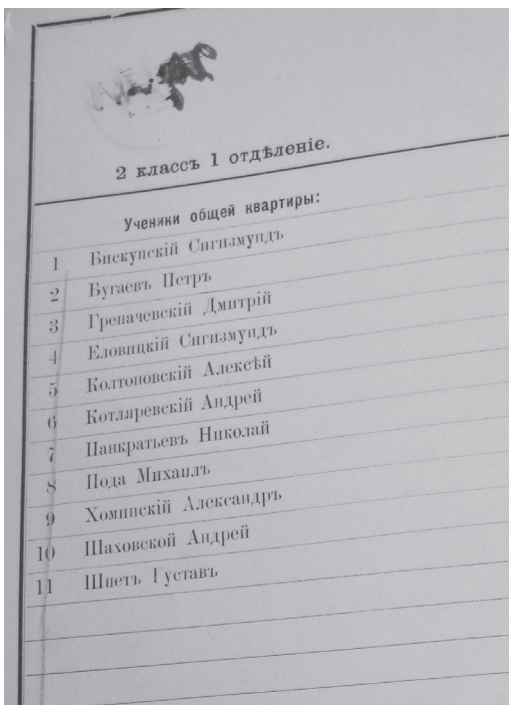 2 классъ 1 отдѣленіе.
Ученики общей квартиры:
1 Бискупскій Сигизмундъ
2 Бугаевъ Петръ
3 Грепачевскій Дмитрій
4 Еловицкій Сигизмундъ
5 Колтоновскій Алексѣй
6 Котляревскій Андрей
7 Панкратьевъ Николай
8 Пода Михаилъ
9 Хоминскій Александръ
10 Шаховской Андрей
11 Шпетъ Густавъ